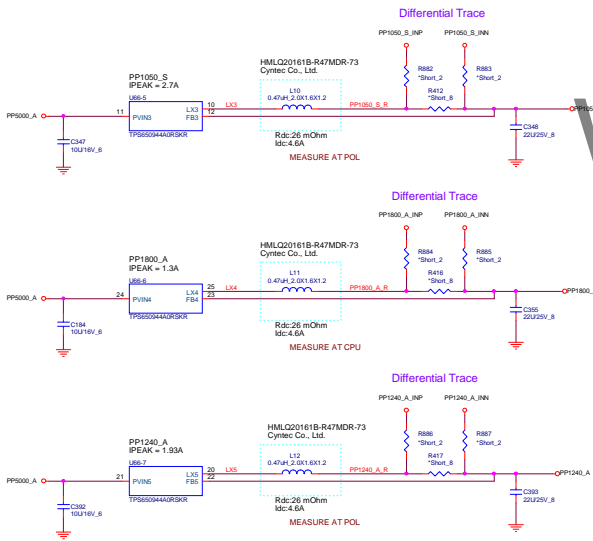 Differential Trace
PP1050_S_INP
PP1050_S_INN
HMLQ20161B-R47MDR-73
Cyntec Co., Ltd.
PP1050_S
IPEAK = 2.7A
U66-5
R882
*Short_2
R883
*Short_2
L10
0.47uH_2.0X1.6X1.2
R412
*Short_8
PP5000_A
11
PVIN3
LX3
FB3
10
12
LX3
PP1050_S_R
TPS650944A0RSKR
C347
10U/16V_6
C348
22U/25V_8
Rdc:26 mOhm
Idc:4.6A
MEASURE AT POL
Differential Trace
PP1800_A_INP
PP1800_A_INN
HMLQ20161B-R47MDR-73
Cyntec Co., Ltd.
PP1800_A
IPEAK = 1.3A
U66-6
R884
*Short_2
R885
*Short_2
L11
0.47uH_2.0X1.6X1.2
R416
*Short_8
PP5000_A
24
PVIN4
LX4
FB4
25
23
LX4
PP1800_A_R
PP1800_
TPS650944A0RSKR
C184
10U/16V_6
C355
22U/25V_8
Rdc:26 mOhm
Idc:4.6A
MEASURE AT CPU
Differential Trace
PP1240_A_INP
PP1240_A_INN
HMLQ20161B-R47MDR-73
Cyntec Co., Ltd.
PP1240_A
IPEAK = 1.93A
U66-7
R886
*Short_2
R887
*Short_2
L12
0.47uH_2.0X1.6X1.2
R417
*Short_8
PP5000_A
21
PVIN5
LX5
FB5
20
22
LX5
PP1240_A_R
PP1240_A
TPS650944A0RSKR
C392
10U/16V_6
C393
22U/25V_8
Rdc:26 mOhm
Idc:4.6A
MEASURE AT POL